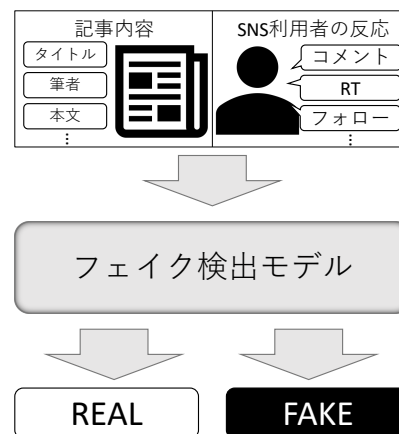 記事内容
タイトル
筆者
本文
…
SNS利用者の反応
コメント
RT
フォロー
…
フェイク検出モデル
REAL
FAKE